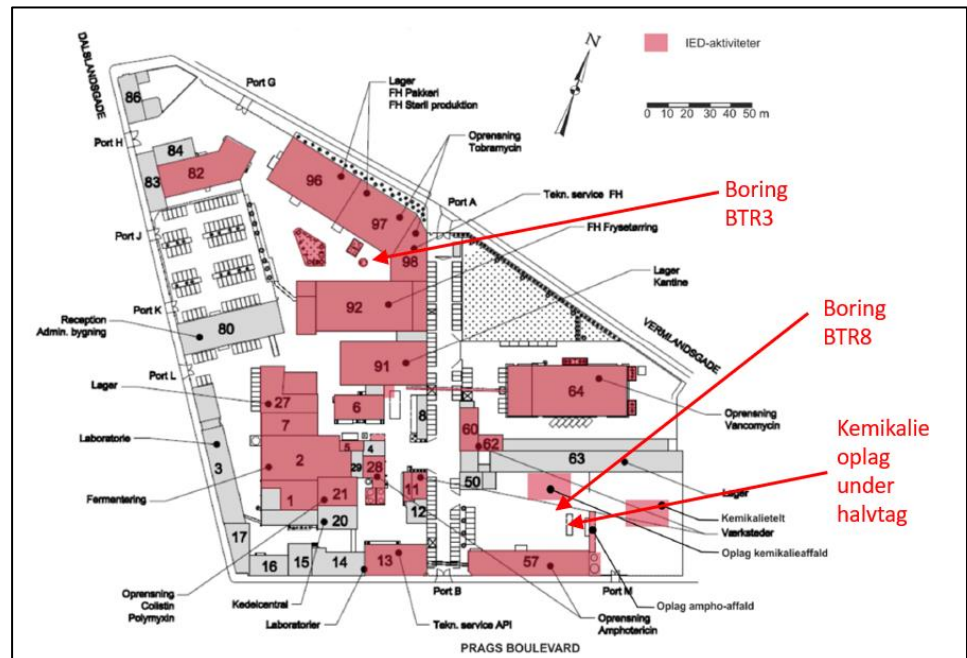 DALSLANDSGADE
N
IED-aktiviteter
0 10 20 30 40 50 m
Port G
Lager
FH Pakkeri
FH Steril produktion
Oprensning
Tobramycin
86
Port H
84
83
82
96
97
98
Port A
Tekn. service FH
FH Frysetørring
Boring
BTR3
Port J
Lager
Kantine
92
Port K
Reception
Admin. bygning
80
VERMLANDSGADE
Boring
BTR8
Port L
91
64
Lager
27
6
8
Oprensning
Vancomycin
7
60
62
Kemikalie
oplag
under
halvtag
Laboratorie
3
5
4
2
63
Fermentering
29
28
11
50
Lager
1
21
12
Kemikalietelt
20
Værksteder
17
Oplag kemikalieaffald
16
15
14
13
57
Oprensning
Colistin
Polymyxin
Kedelcentral
Laboratorier
Tekn. service API
Port B
Port M
Oplag ampho-affald
Oprensning
Amphotericin
PRAGS BOULEVARD